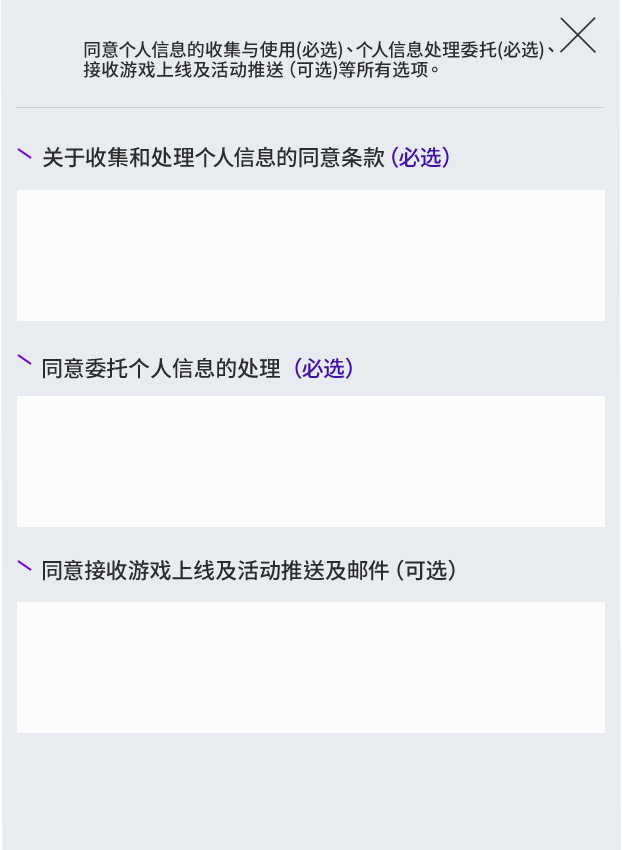 同意个人信息的收集与使用(必选)、个人信息处理委托(必选)、
接收游戏上线及活动推送 (可选)等所有选项。
关于收集和处理个人信息的同意条款 (必选)
同意委托个人信息的处理 (必选)
同意接收游戏上线及活动推送及邮件 (可选)